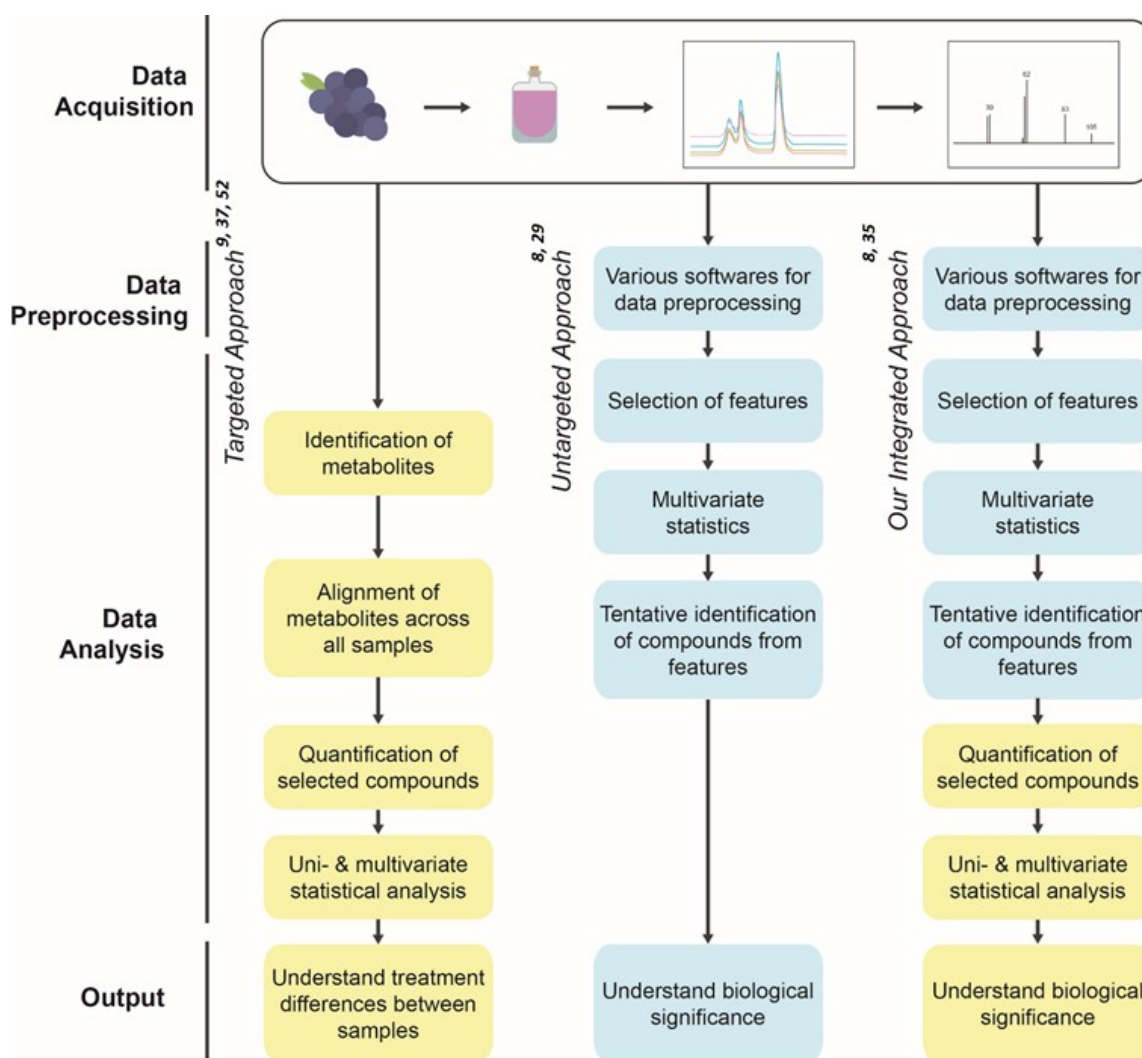 Data
Acquisition
39
62
83
105
Data
Preprocessing
Data
Analysis
Output
9, 37, 52
Targeted Approach
Identification of
metabolites
Alignment of
metabolites across
all samples
Quantification of
selected compounds
Uni- & multivariate
statistical analysis
Understand treatment
differences between
samples
8, 29
Untargeted Approach
Various softwares for
data preprocessing
Selection of features
Multivariate
statistics
Tentative identification
of compounds from
features
Understand biological
significance
8, 35
Our Integrated Approach
Various softwares for
data preprocessing
Selection of features
Multivariate
statistics
Tentative identification
of compounds from
features
Quantification of
selected compounds
Uni- & multivariate
statistical analysis
Understand biological
significance